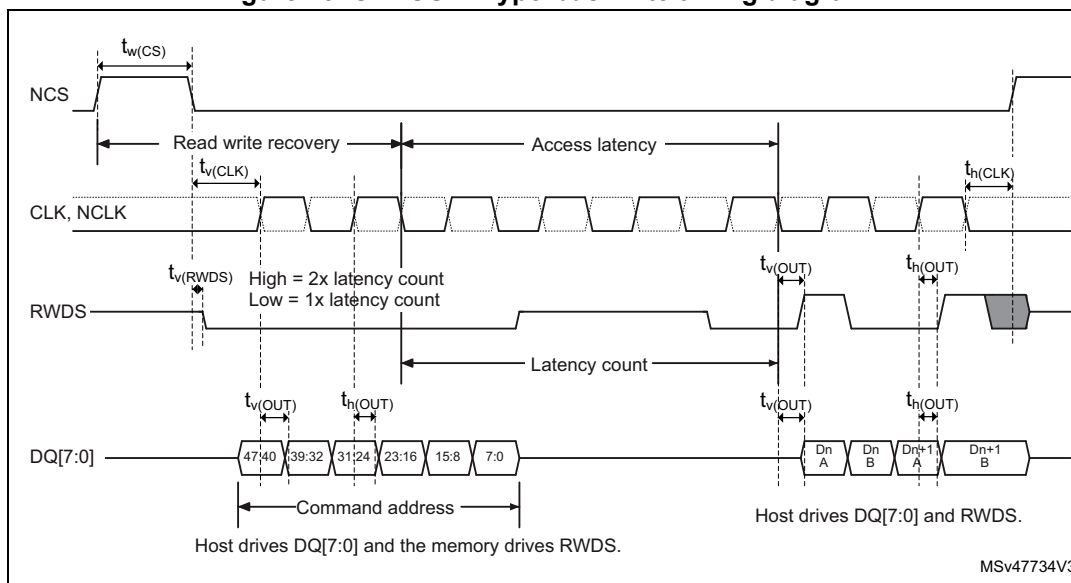 t_w(CS)
NCS
Read write recovery
Access latency
t_v(CLK)
t_h(CLK)
CLK, NCLK
t_v(RWDS)
High = 2x latency count
Low = 1x latency count
t_v(OUT)
t_h(OUT)
RWDS
Latency count
t_v(OUT)
t_h(OUT)
t_v(OUT)
t_h(OUT)
DQ[7:0]
47:40
39:32
31:24
23:16
15:8
7:0
Dn
A
Dn
B
Dn+1
A
Dn+1
B
Command address
Host drives DQ[7:0] and RWDS.
Host drives DQ[7:0] and the memory drives RWDS.
MSv47734V3